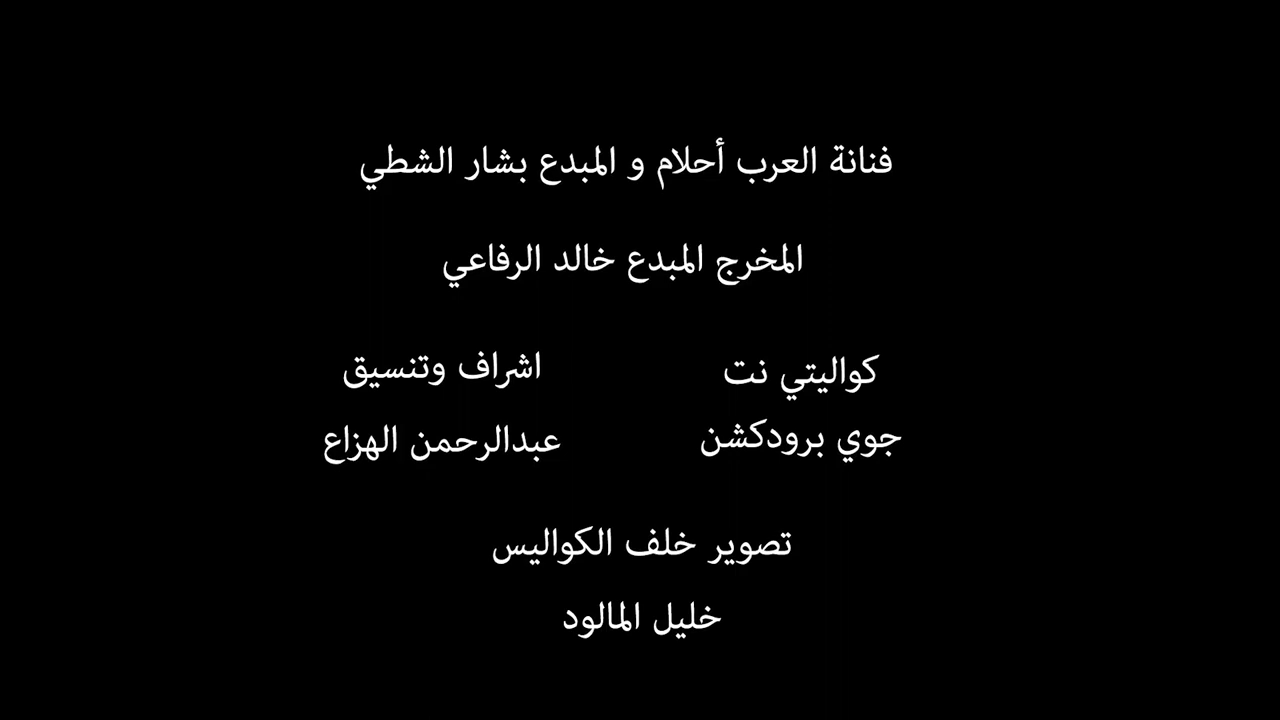 فنانة العرب أحلام و المبدع بشار الشطي
المخرج المبدع خالد الرفاعي
كواليتي نت
جوي برودكشن
اشراف وتنسيق
عبدالرحمن الهزاع
تصوير خلف الكواليس
خليل المالود